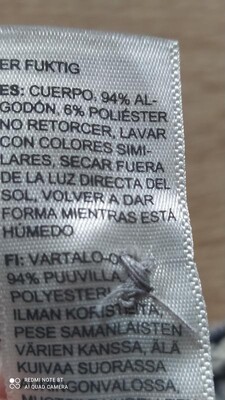 ER FUKTIG
ES: CUERPO. 94% AL-
GODÓN, 6% POLIÉSTER
NO RETORCER, LAVAR
CON COLORES SIMI-
LARES, SECAR FUERA
DE LA LUZ DIRECTA DEL
SOL, VOLVER A DAR
FORMA MIENTRAS ESTÁ
HÚMEDO
FI: VARTALO-O
94% PUUVILLA
POLYESTERI
ILMAN KOFISTEITA,
PESE SAMANLAISTEN
VÄRIEN KANSSA, ÄLÄ
KUIVAA SUORASSA
GONVALOSSA,
REDMI NOTE 8T
AI QUAD CAMERA